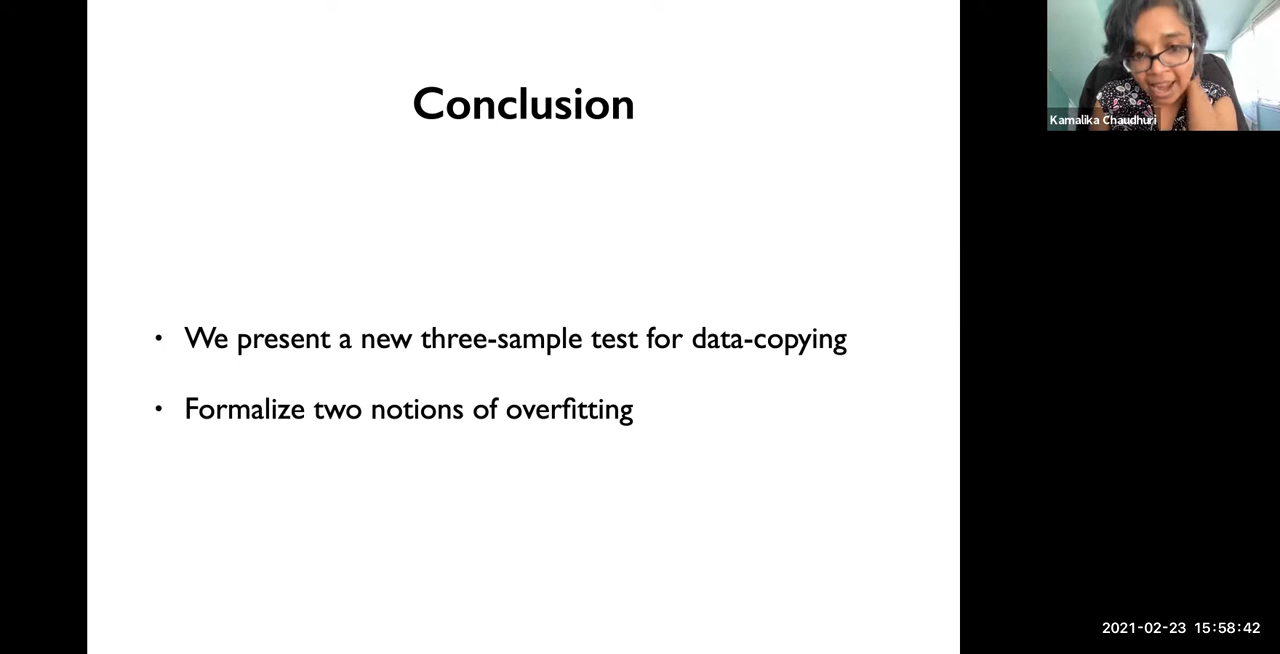 Conclusion
Kamalika Chaudhuri
• We present a new three-sample test for data-copying
• Formalize two notions of overfitting
2021-02-23 15:58:42